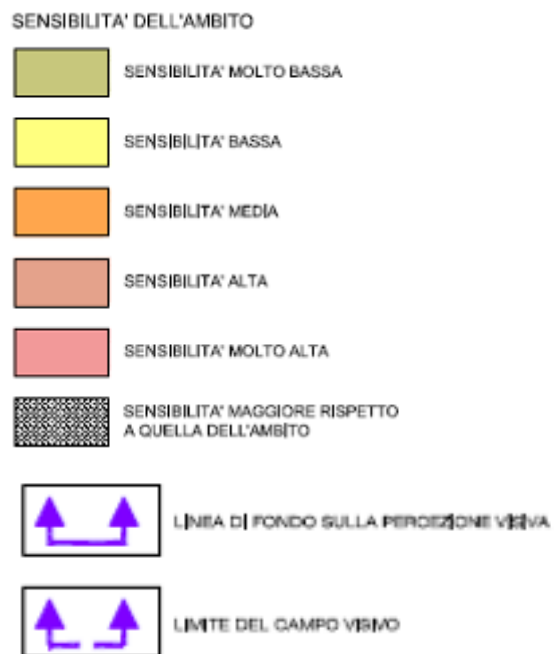 SENSIBILITA' DELL'AMBITO
SENSIBILITA' MOLTO BASSA
SENSIBILITA' BASSA
SENSIBILITA' MEDIA
SENSIBILITA' ALTA
SENSIBILITA' MOLTO ALTA
SENSIBILITA' MAGGIORE RISPETTO
A QUELLA DELL'AMBITO
LINEA DI FONDO SULLA PERCEZIONE VISIVA
LIMITE DEL CAMPO VISIVO